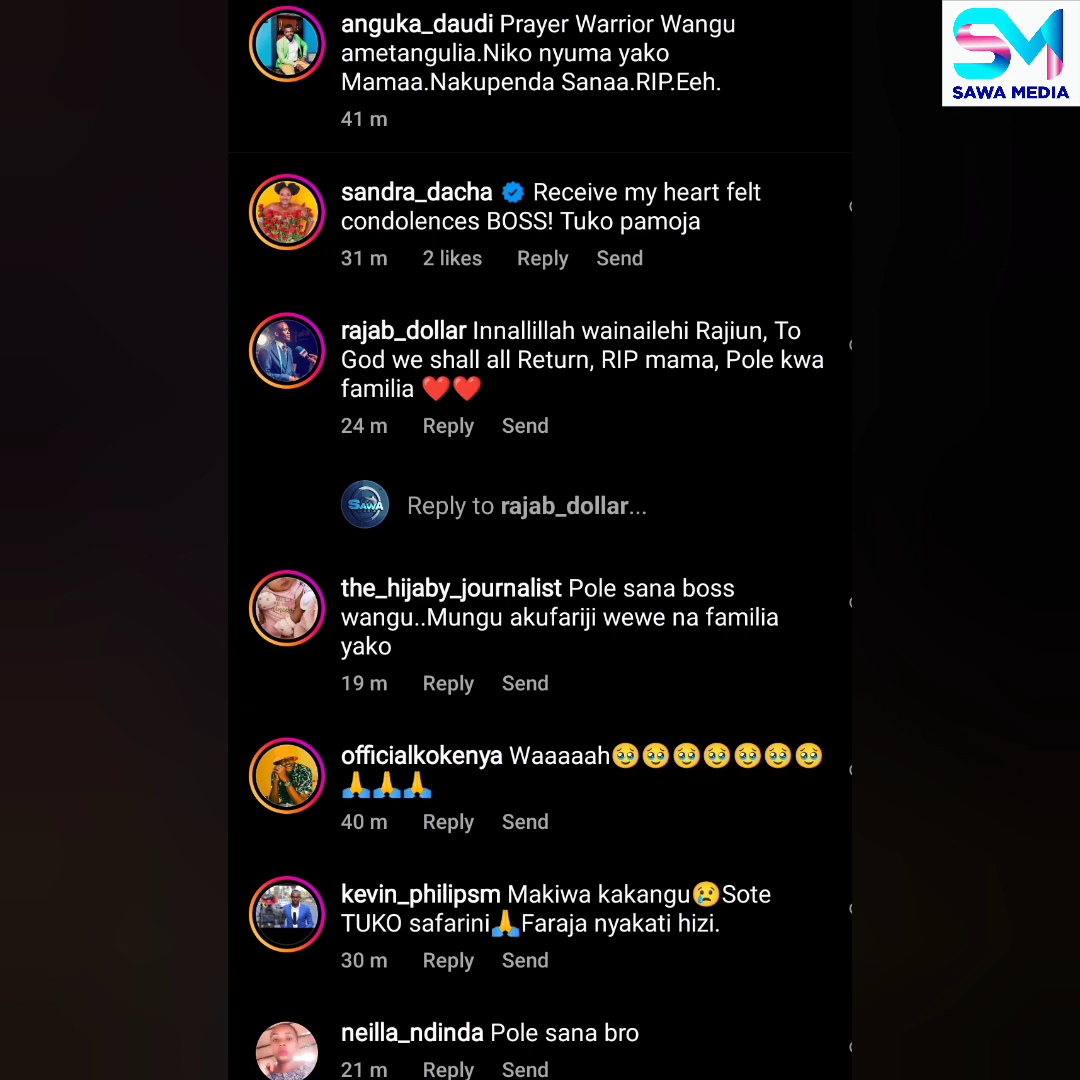 anguka_daudi Prayer Warrior Wangu
ametangulia.Niko nyuma yako
Mamaa.Nakupenda Sanaa.RIP.Eeh.
41 m
SM
SAWA MEDIA
sandra_dacha Receive my heart felt
condolences BOSS! Tuko pamoja
31 m 2 likes Reply Send
rajab_dollar Innallillah wainailehi Rajiun, To
God we shall all Return, RIP mama, Pole kwa
familia ❤️❤️
24 m Reply Send
SAWA
Reply to rajab_dollar...
the_hijaby_journalist Pole sana boss
wangu..Mungu akufariji wewe na familia
yako
19 m Reply Send
officialkokenya Waaaaah🥹🥹🥹🥹🥹🥹🥹
🙏🙏🙏
40 m Reply Send
kevin_philipsm Makiwa kakangu😢Sote
TUKO safarini🙏Faraja nyakati hizi.
30 m Reply Send
neilla_ndinda Pole sana bro
21 m Reply Send